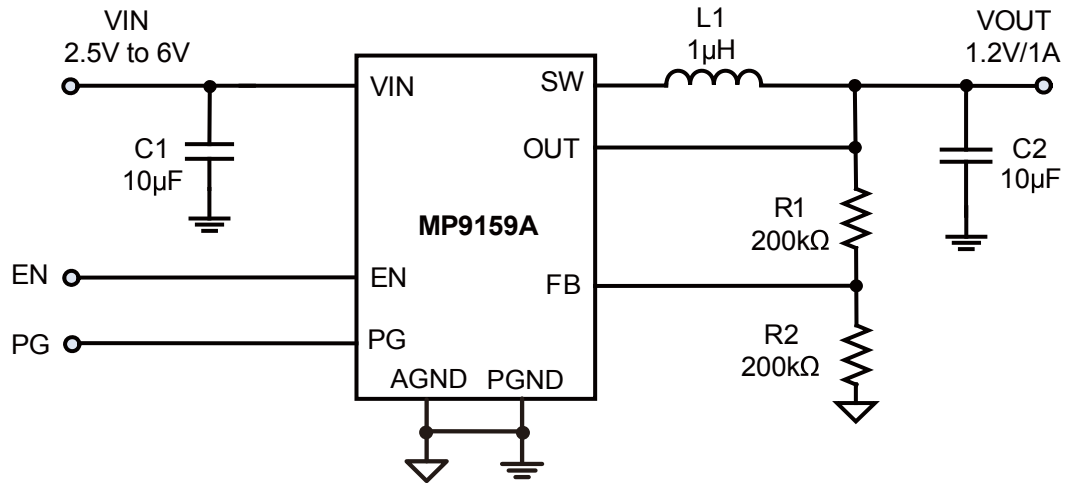 VIN
2.5V to 6V
L1
1µH
VOUT
1.2V/1A
VIN
SW
C1
10µF
OUT
C2
10µF
R1
200kΩ
MP9159A
EN
EN
FB
PG
PG
R2
200kΩ
AGND
PGND